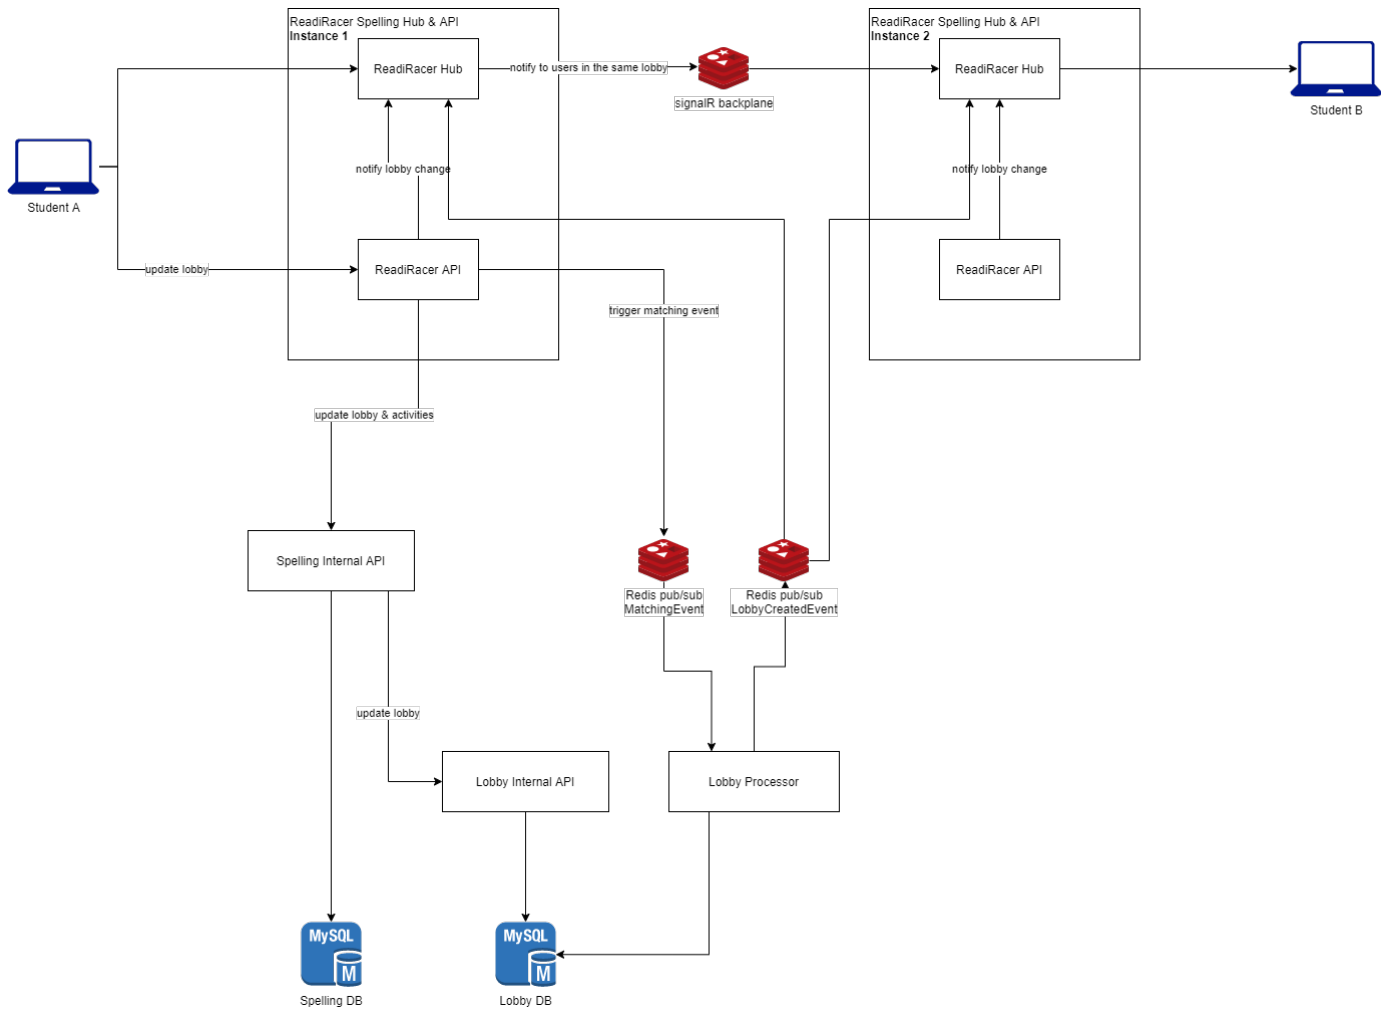 ReadiRacer Spelling Hub & API
Instance 1
ReadiRacer Hub
notify to users in the same lobby
signalR backplane
ReadiRacer Spelling Hub & API
Instance 2
ReadiRacer Hub
Student B
Student A
notify lobby change
notify lobby change
update lobby
ReadiRacer API
ReadiRacer API
trigger matching event
update lobby & activities
Spelling Internal API
Redis pub/sub
MatchingEvent
Redis pub/sub
LobbyCreatedEvent
update lobby
Lobby Internal API
Lobby Processor
MySQL
M
Spelling DB
MySQL
M
Lobby DB